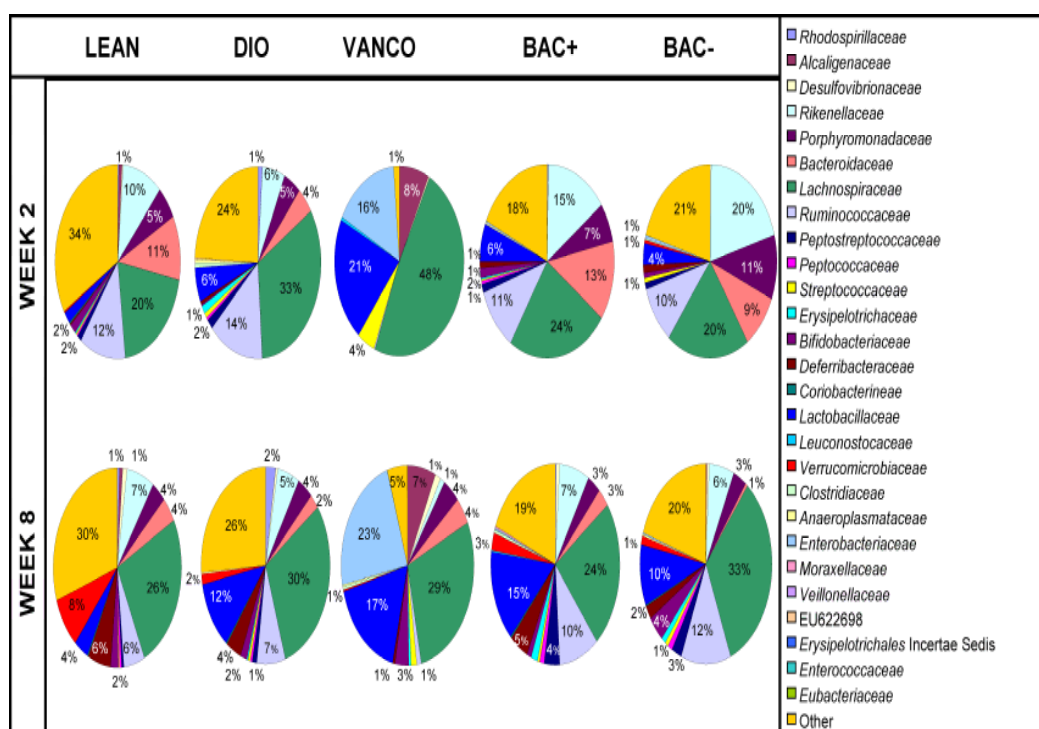 LEAN DIO VANCO BAC+ BAC-
WEEK 2
1% 10% 5% 11% 20% 12% 2% 2% 34%
1% 6% 5% 4% 33% 14% 2% 1% 6% 24%
1% 8% 48% 4% 21% 16%
15% 7% 13% 24% 11% 1% 2% 1% 1% 6% 18%
20% 11% 9% 20% 10% 1% 4% 1% 1% 21%
WEEK 8
1% 1% 7% 4% 4% 26% 6% 2% 6% 4% 8% 30%
2% 5% 4% 2% 30% 7% 1% 2% 4% 12% 2% 26%
7% 1% 1% 4% 4% 29% 1% 3% 1% 17% 1% 23% 5%
7% 3% 3% 24% 10% 4% 5% 15% 3% 19%
6% 3% 1% 33% 12% 3% 1% 4% 2% 10% 1% 20%
Rhodospirillaceae
Alcaligenaceae
Desulfovibrionaceae
Rikenellaceae
Porphyromonadaceae
Bacteroidaceae
Lachnospiraceae
Ruminococcaceae
Peptostreptococcaceae
Peptococcaceae
Streptococcaceae
Erysipelotrichaceae
Bifidobacteriaceae
Deferribacteraceae
Coriobacterineae
Lactobacillaceae
Leuconostocaceae
Verrucomicrobiaceae
Clostridiaceae
Anaeroplasmataceae
Enterobacteriaceae
Moraxellaceae
Veillonellaceae
EU622698
Erysipelotrichales Incertae Sedis
Enterococcaceae
Eubacteriaceae
Other